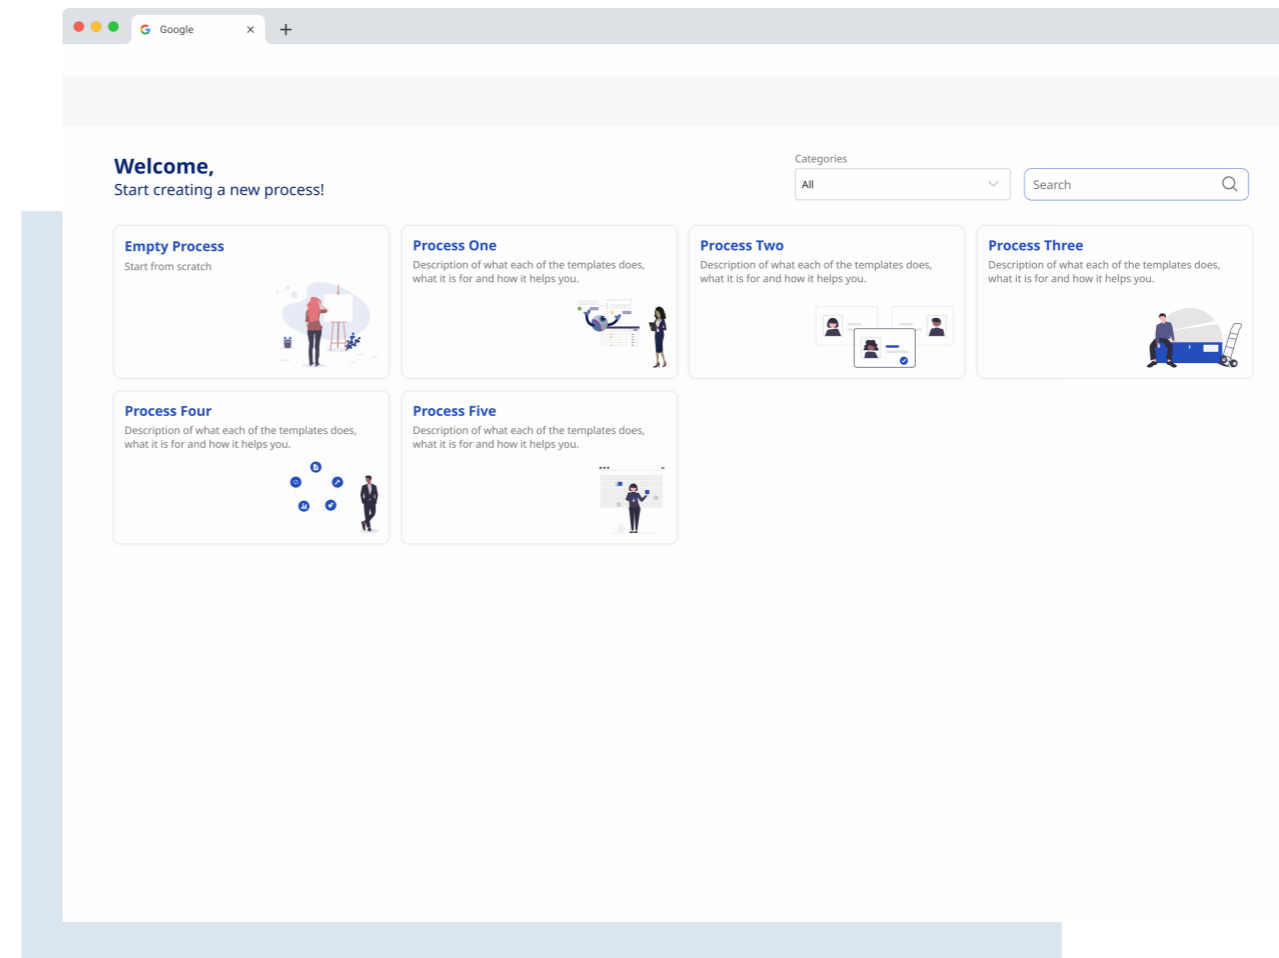 Google
Welcome,
Start creating a new process!
Categories
All
Search
Empty Process
Start from scratch
Process One
Description of what each of the templates does,
what it is for and how it helps you.
Process Two
Description of what each of the templates does,
what it is for and how it helps you.
Process Three
Description of what each of the templates does,
what it is for and how it helps you.
Process Four
Description of what each of the templates does,
what it is for and how it helps you.
Process Five
Description of what each of the templates does,
what it is for and how it helps you.